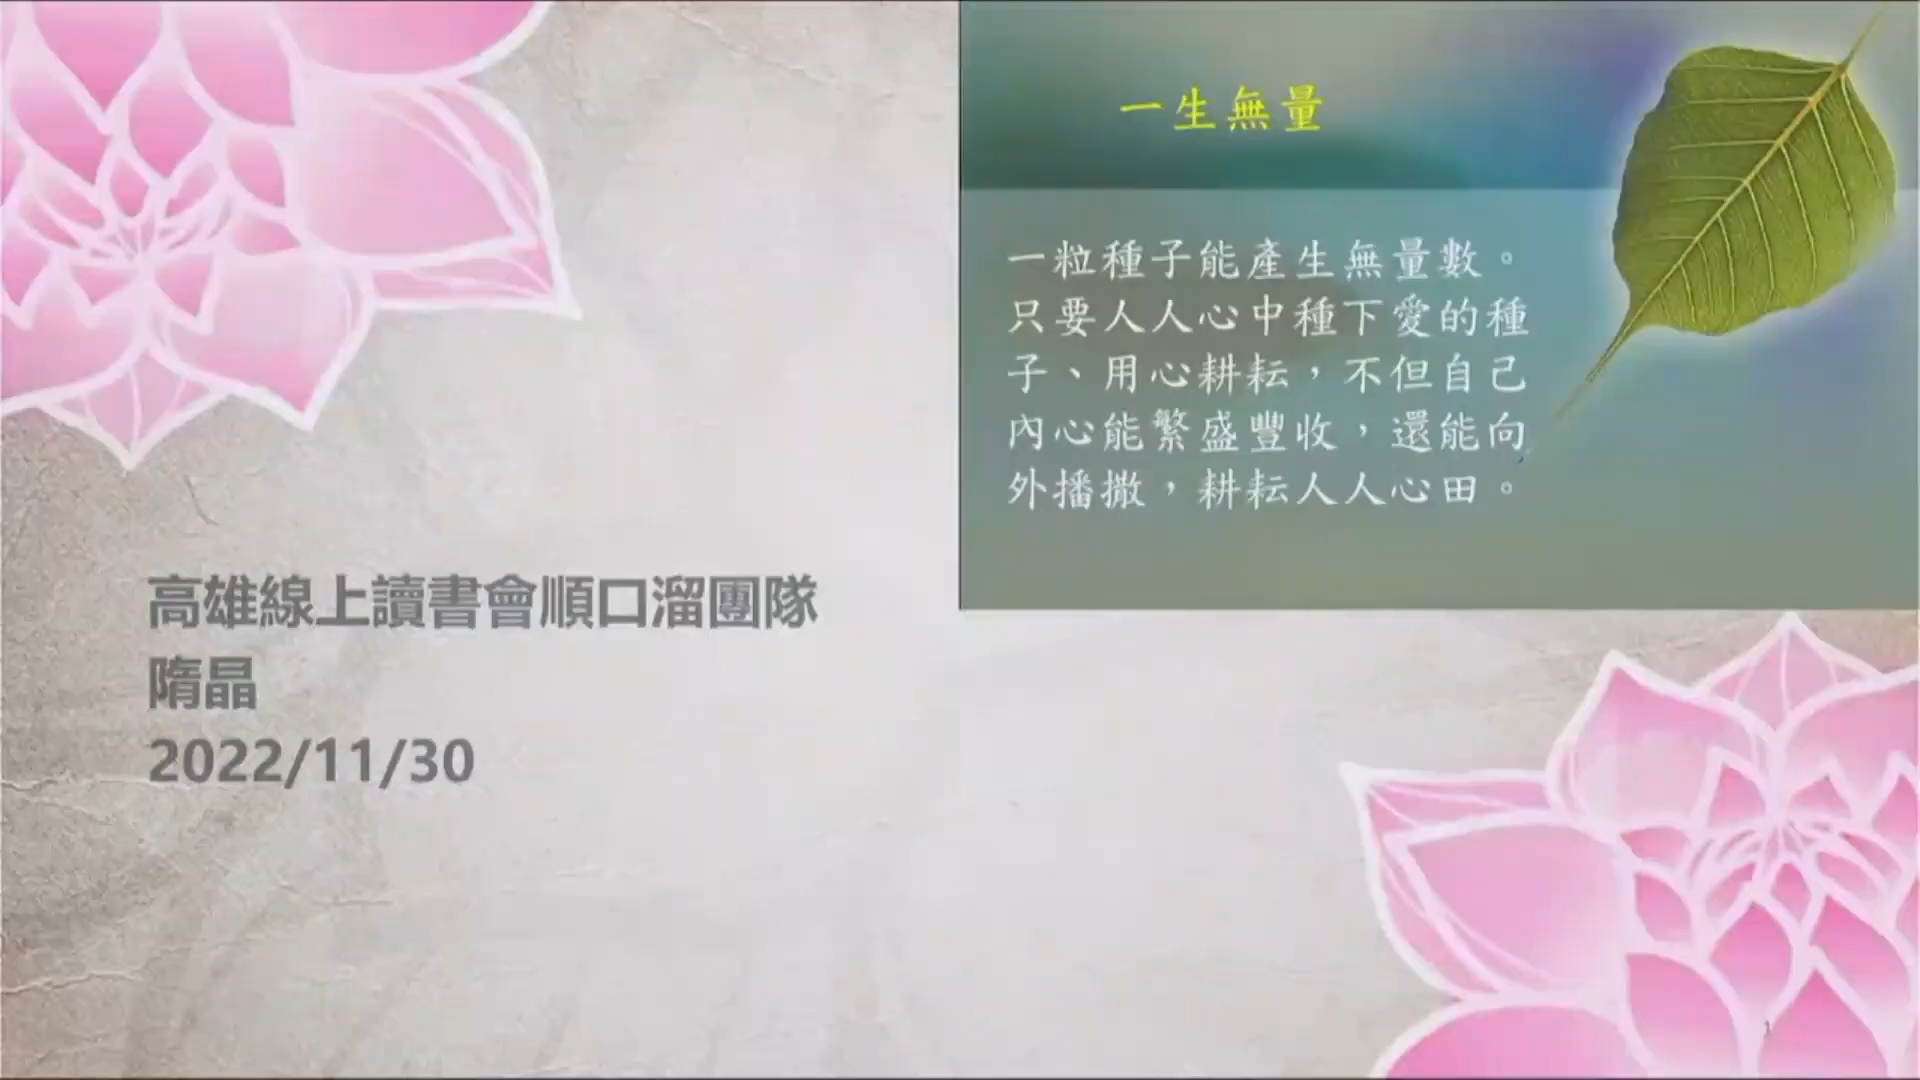 一生無量
一粒種子能產生無量數。
只要人人心中種下愛的種
子、用心耕耘，不但自己
內心能繁盛豐收，還能向
外播撒，耕耘人人心田。
高雄線上讀書會順口溜團隊
隋晶
2022/11/30
1